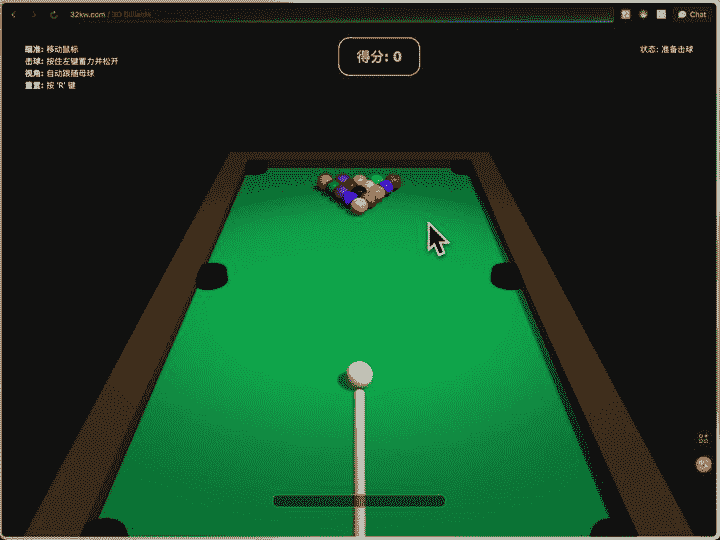 32kw.com / 3D Billiards
Chat
瞄准: 移动鼠标
击球: 按住左键蓄力并松开
视角: 自动跟随母球
重置: 按 'R' 键
得分: 0
状态: 准备击球